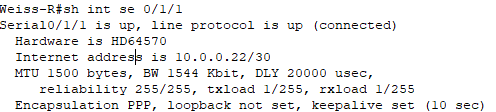 Weiss-R#sh int se 0/1/1
Serial0/1/1 is up, line protocol is up (connected)
Hardware is HD64570
Internet address is 10.0.0.22/30
MTU 1500 bytes, BW 1544 Kbit, DLY 20000 usec,
reliability 255/255, txload 1/255, rxload 1/255
Encapsulation PPP, loopback not set, keepalive set (10 sec)